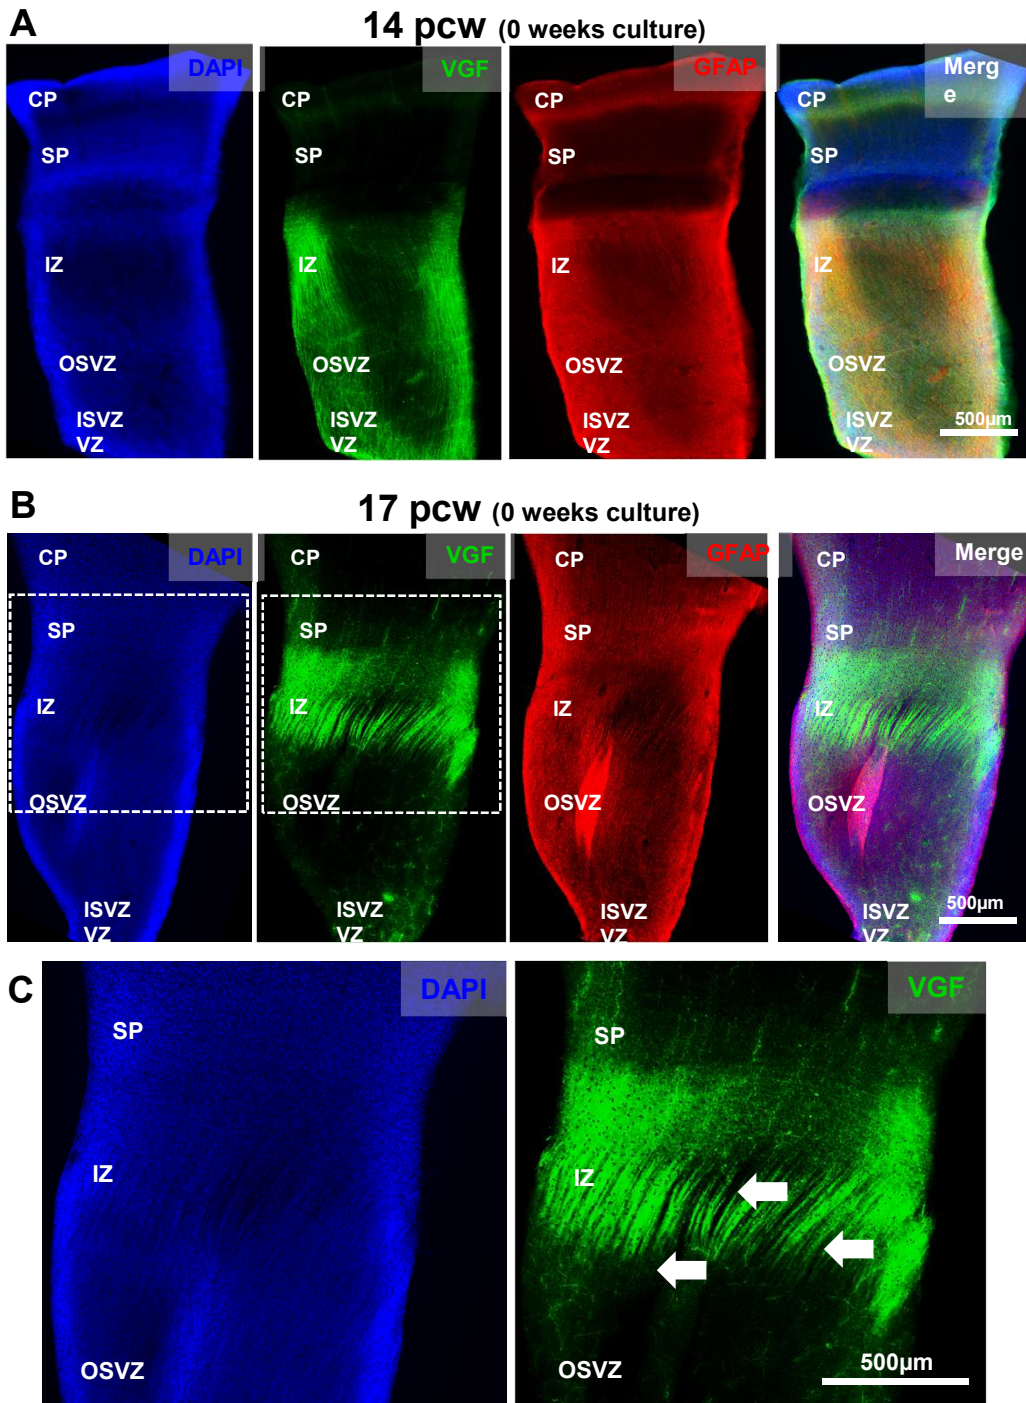 A
14 pcw (0 weeks culture)
DAPI
VGF
GFAP
Merg
e
CP
CP
CP
CP
SP
SP
SP
SP
IZ
IZ
IZ
IZ
OSVZ
OSVZ
OSVZ
OSVZ
ISVZ
VZ
ISVZ
VZ
ISVZ
VZ
ISVZ
VZ
500µm
B
17 pcw (0 weeks culture)
DAPI
VGF
GFAP
Merge
CP
CP
CP
CP
SP
SP
SP
SP
IZ
IZ
IZ
IZ
OSVZ
OSVZ
OSVZ
OSVZ
ISVZ
VZ
ISVZ
VZ
ISVZ
VZ
ISVZ
VZ
500µm
C
DAPI
VGF
SP
SP
IZ
IZ
OSVZ
OSVZ
500µm